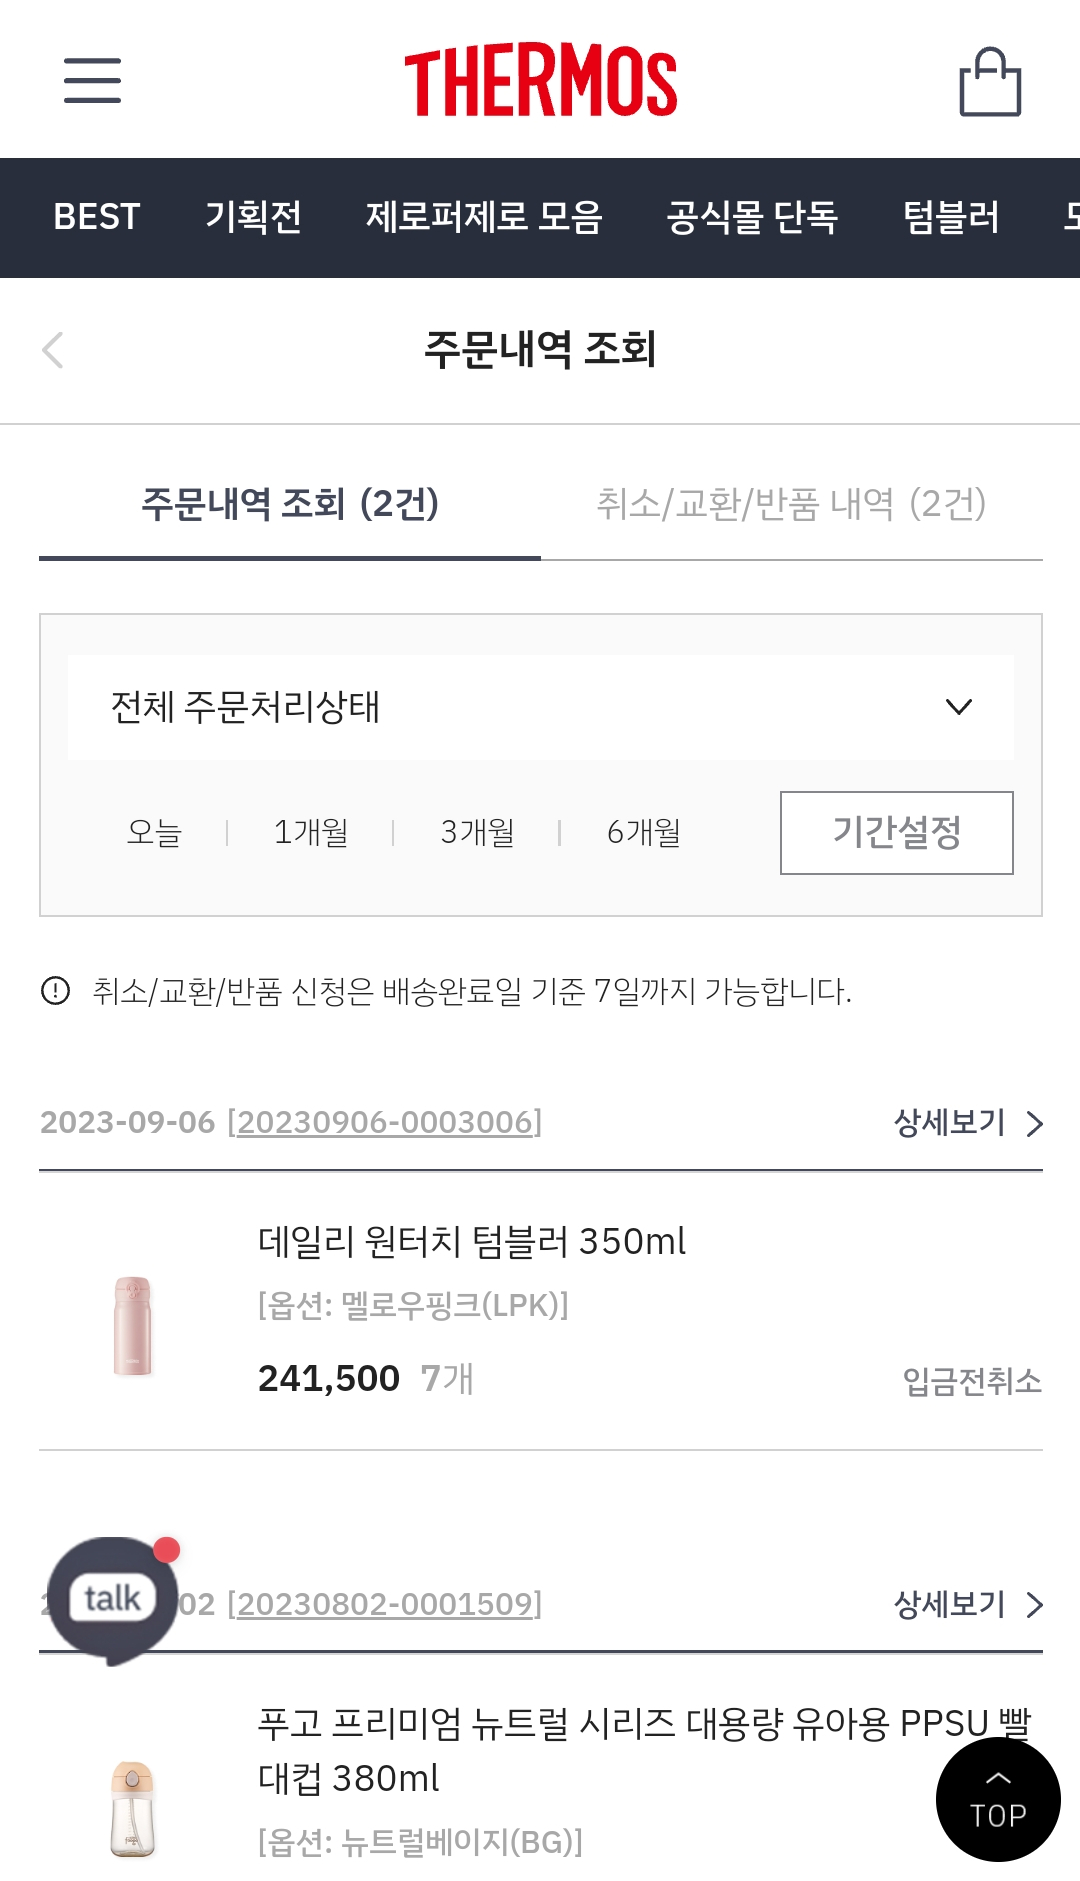 THERMOS
BEST 기획전 제로퍼제로 모음 공식몰 단독 텀블러
주문내역 조회
주문내역 조회 (2건) 취소/교환/반품 내역 (2건)
전체 주문처리상태
오늘 1개월 3개월 6개월 기간설정
취소/교환/반품 신청은 배송완료일 기준 7일까지 가능합니다.
2023-09-06 [20230906-0003006] 상세보기
데일리 원터치 텀블러 350ml
[옵션: 멜로우핑크(LPK)]
241,500 7개 입금전취소
talk
02 [20230802-0001509] 상세보기
푸고 프리미엄 뉴트럴 시리즈 대용량 유아용 PPSU 빨
대컵 380ml
TOP
[옵션: 뉴트럴베이지(BG)]